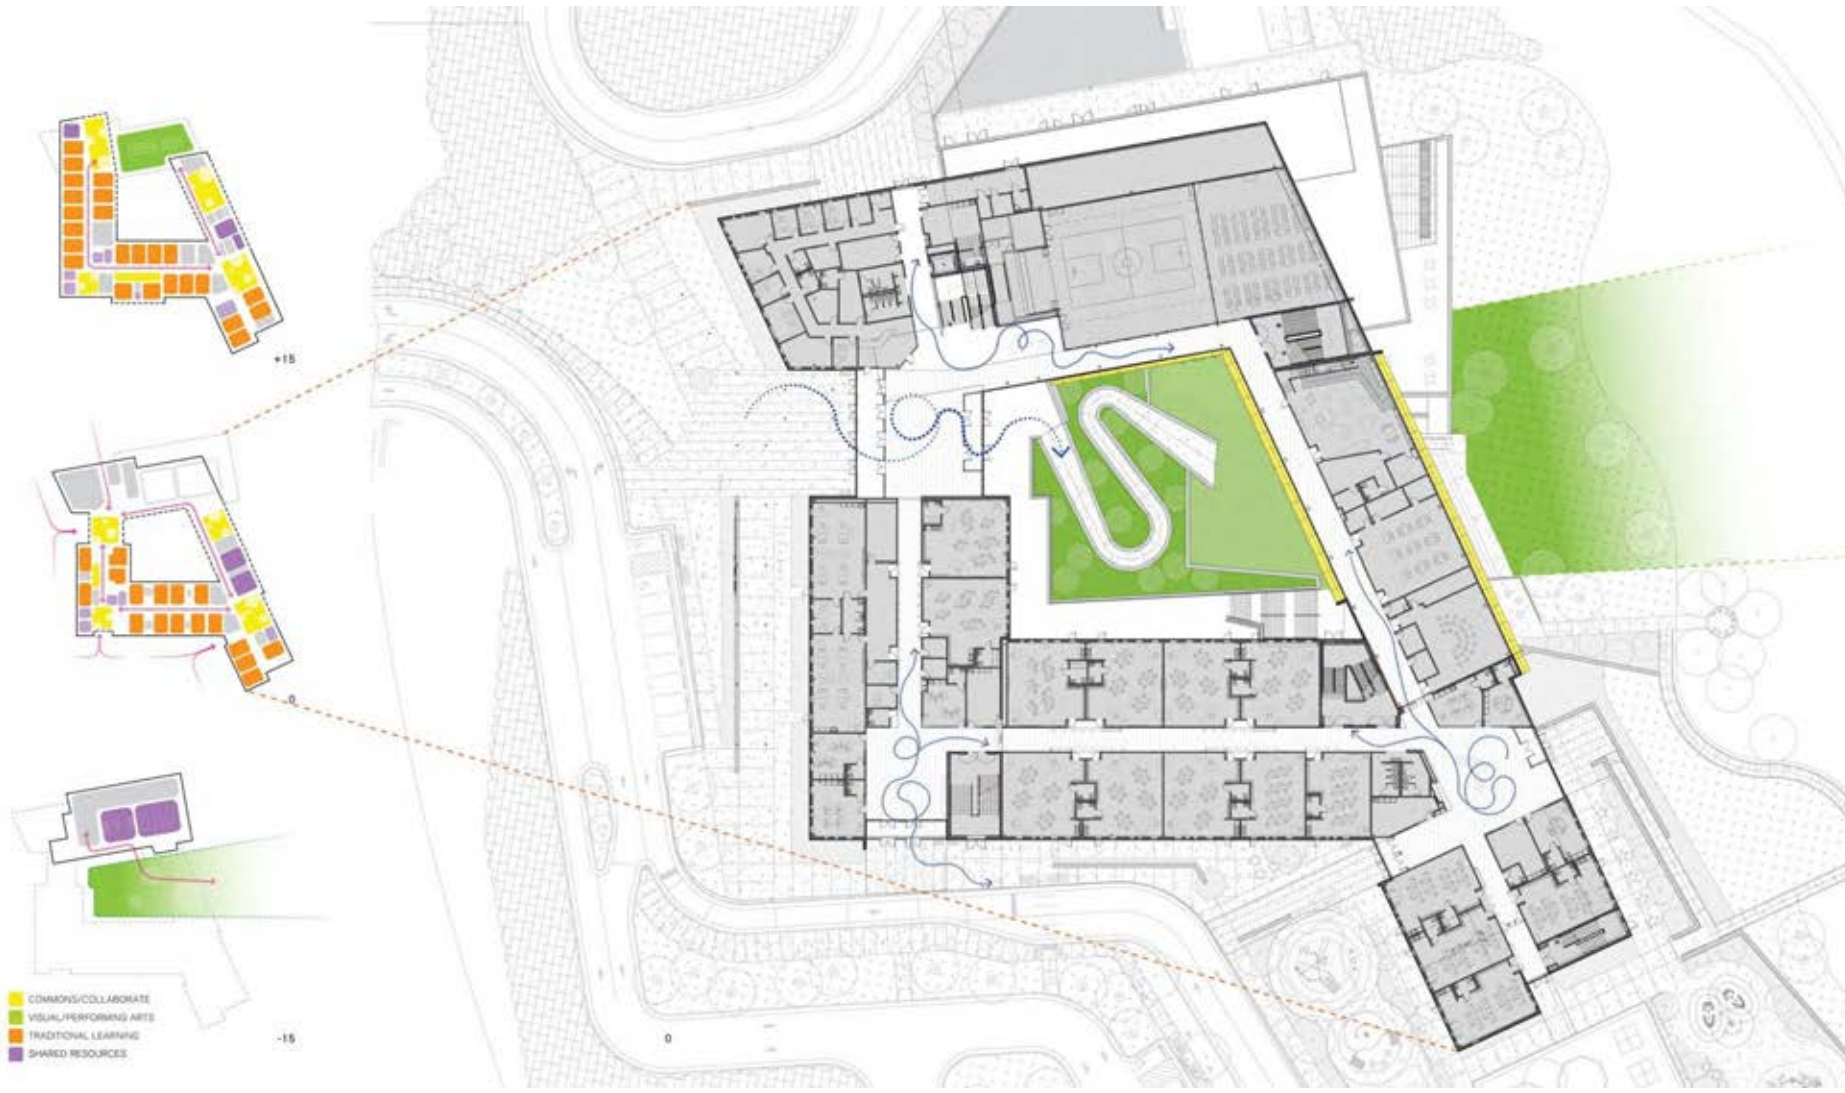 +15
0
COMMONS/COLLABORATE
VISUAL/PERFORMING ARTS
TRADITIONAL LEARNING
SHARED RESOURCES
-15
0